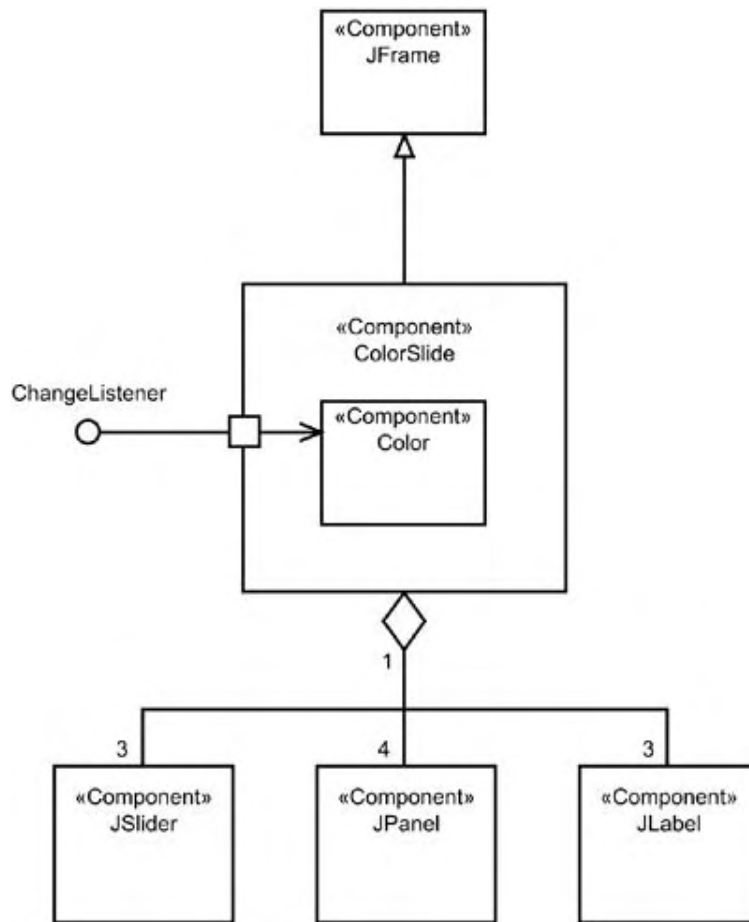 «Component»
JFrame
«Component»
ColorSlide
ChangeListener
«Component»
Color
1
3
4
3
«Component»
JSlider
«Component»
JPanel
«Component»
JLabel